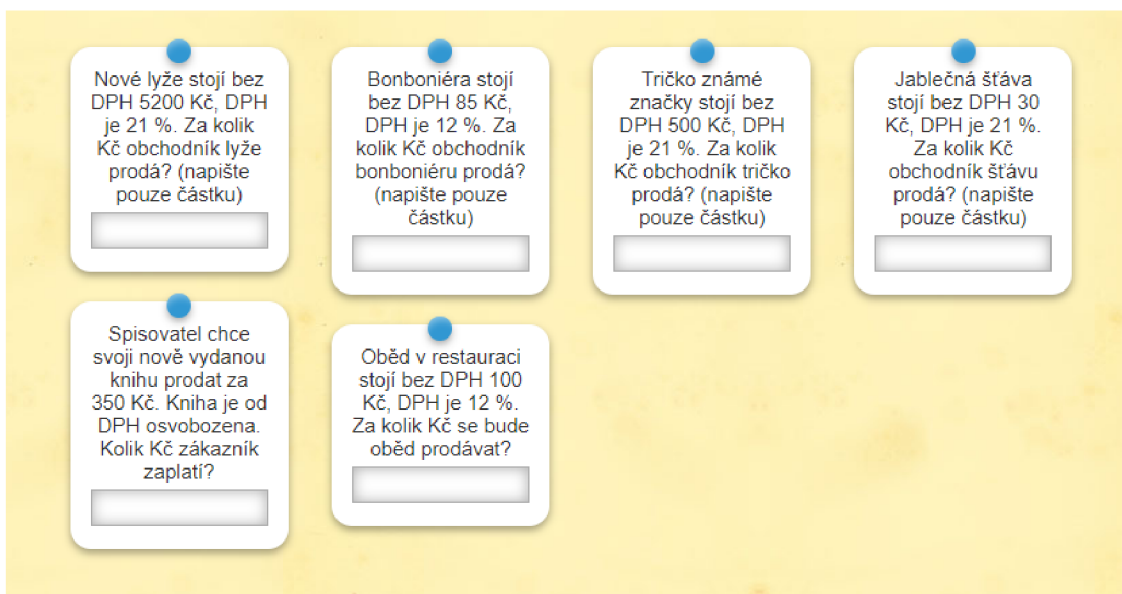 Nové lyže stojí bez
DPH 5200 Kč, DPH
je 21 %. Za kolik
Kč obchodník lyže
prodá? (napište
pouze částku)
Bonboniéra stojí
bez DPH 85 Kč,
DPH je 12 %. Za
kolik Kč obchodník
bonboniéru prodá?
(napište pouze
částku)
Tričko známé
značky stojí bez
DPH 500 Kč, DPH
je 21 %. Za kolik
Kč obchodník tričko
prodá? (napište
pouze částku)
Jablečná šťáva
stojí bez DPH 30
Kč, DPH je 21 %.
Za kolik Kč
obchodník šťávu
prodá? (napište
pouze částku)
Spisovatel chce
svoji nově vydanou
knihu prodat za
350 Kč. Kniha je od
DPH osvobozena.
Kolik Kč zákazník
zaplatí?
Oběd v restauraci
stojí bez DPH 100
Kč, DPH je 12 %.
Za kolik Kč se bude
oběd prodávat?